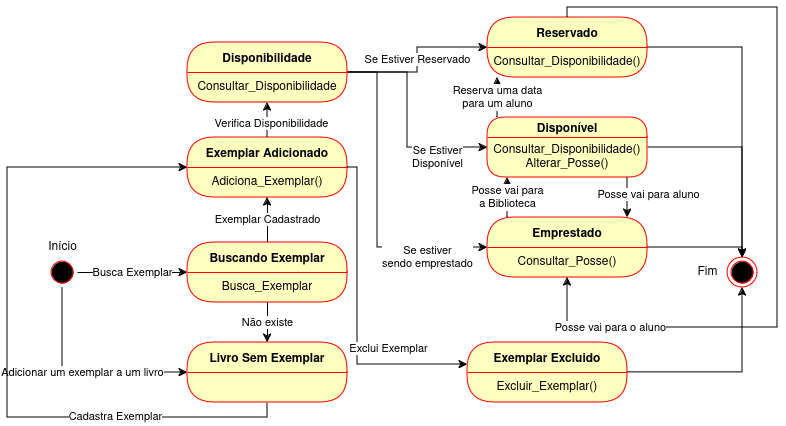 Reservado
Consultar_Disponibilidade()
Disponibilidade
Consultar_Disponibilidade
Se Estiver Reservado
Reserva uma data
para um aluno
Verifica Disponibilidade
Disponível
Consultar_Disponibilidade()
Alterar_Posse()
Se Estiver
Disponível
Exemplar Adicionado
Adiciona_Exemplar()
Posse vai para
a Biblioteca
Posse vai para aluno
Exemplar Cadastrado
Emprestado
Consultar_Posse()
Se estiver
sendo emprestado
Início
Busca Exemplar
Buscando Exemplar
Busca_Exemplar
Fim
Não existe
Posse vai para o aluno
Livro Sem Exemplar
Exclui Exemplar
Exemplar Excluido
Excluir_Exemplar()
Adicionar um exemplar a um livro
Cadastra Exemplar